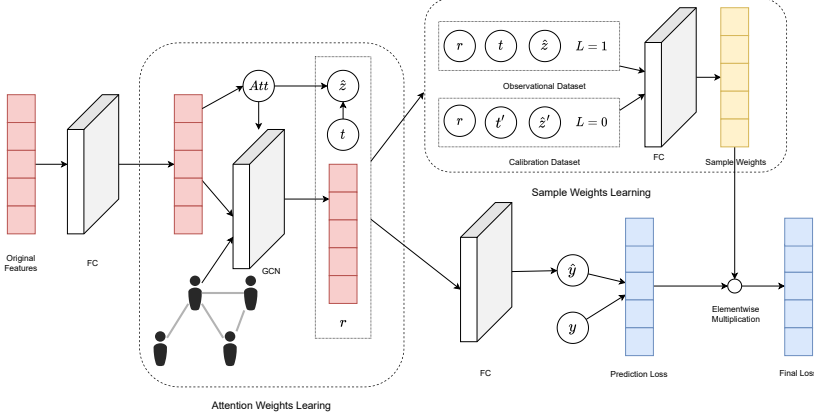 Original
Features
FC
Att
ẑ
t
GCN
r
Attention Weights Learing
r t ẑ L = 1
Observational Dataset
r t′ ẑ′ L = 0
Calibration Dataset
FC
Sample Weights
Sample Weights Learning
FC
ŷ
y
Prediction Loss
Elementwise
Multiplication
Final Loss